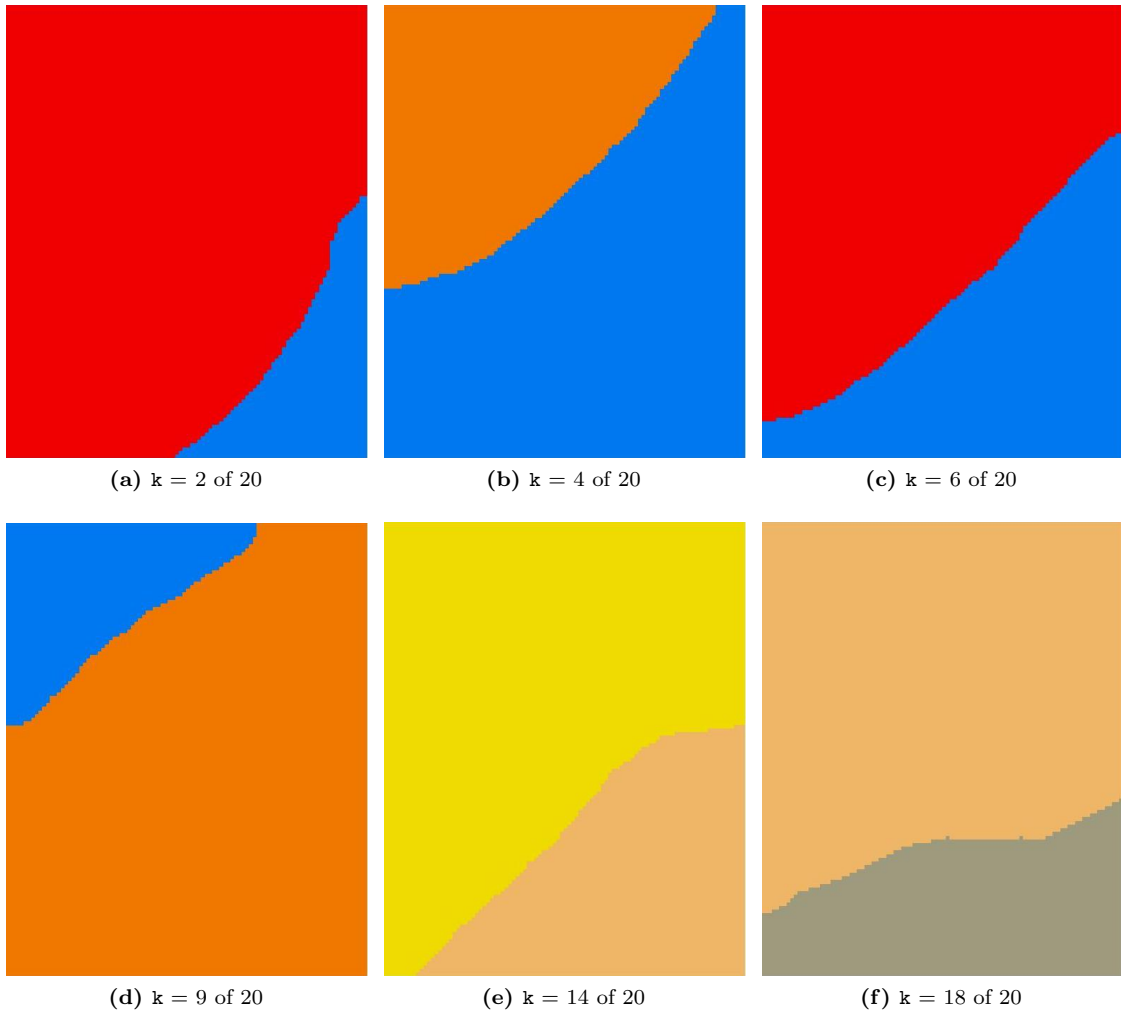 (a) k = 2 of 20
(b) k = 4 of 20
(c) k = 6 of 20
(d) k = 9 of 20
(e) k = 14 of 20
(f) k = 18 of 20